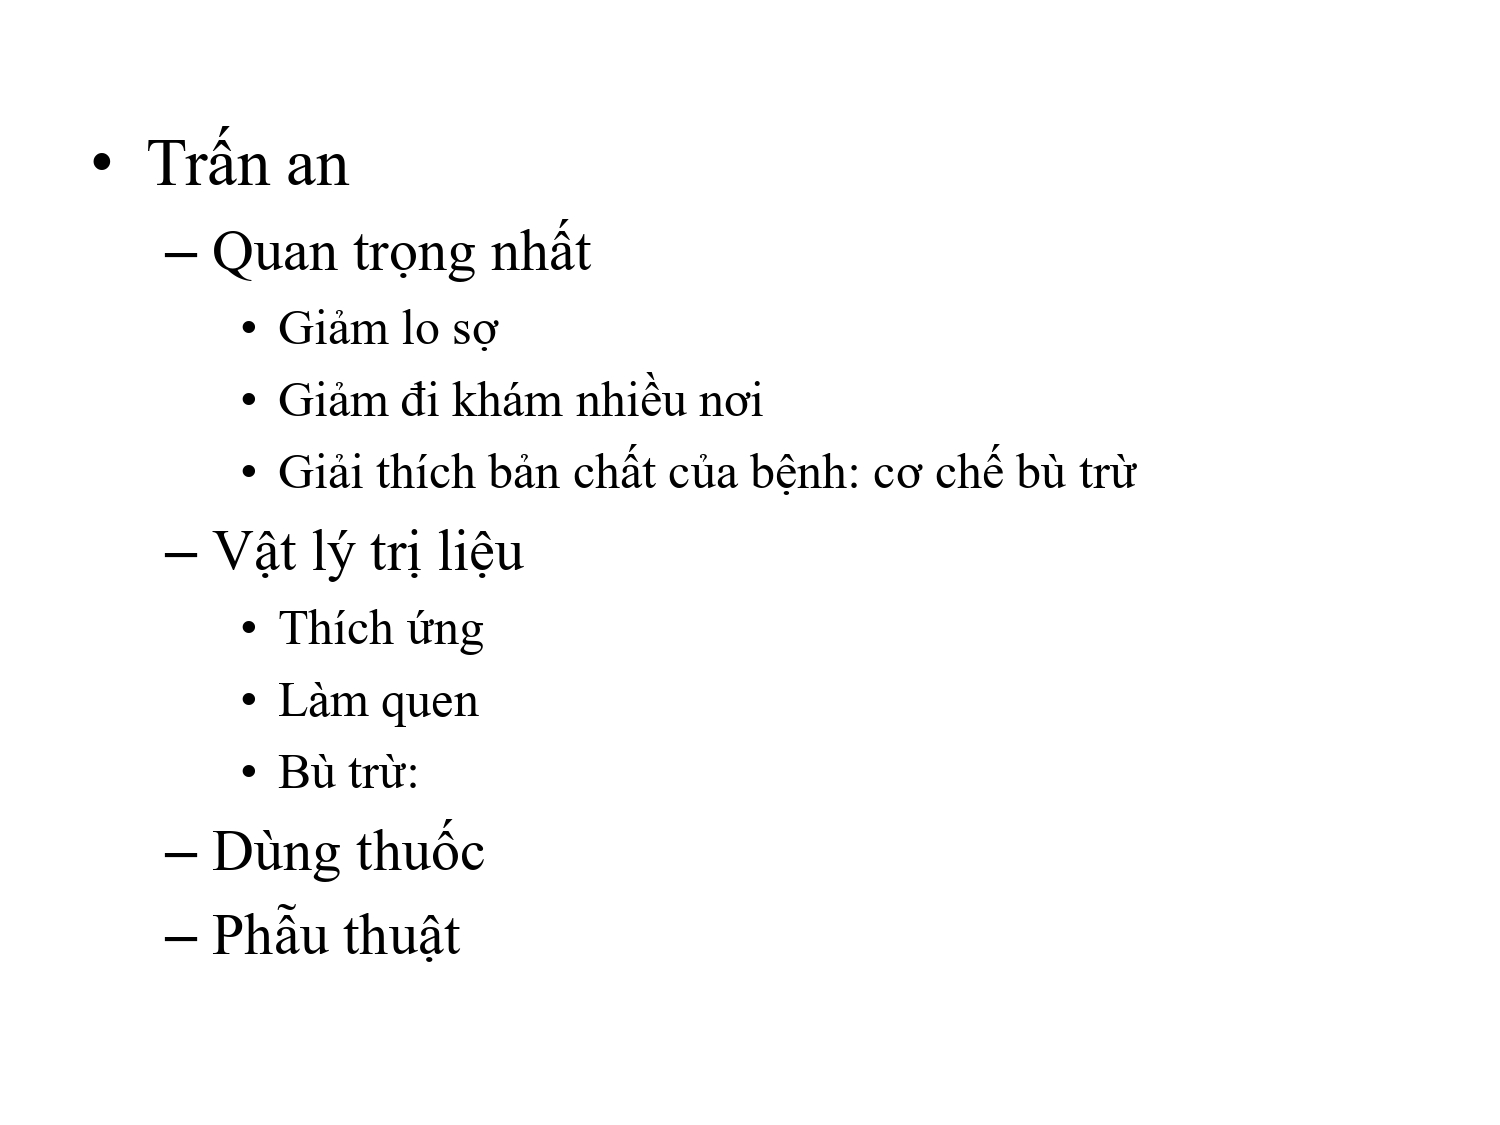 • Trấn an
– Quan trọng nhất
• Giảm lo sợ
• Giảm đi khám nhiều nơi
• Giải thích bản chất của bệnh: cơ chế bù trừ
– Vật lý trị liệu
• Thích ứng
• Làm quen
• Bù trừ:
– Dùng thuốc
– Phẫu thuật